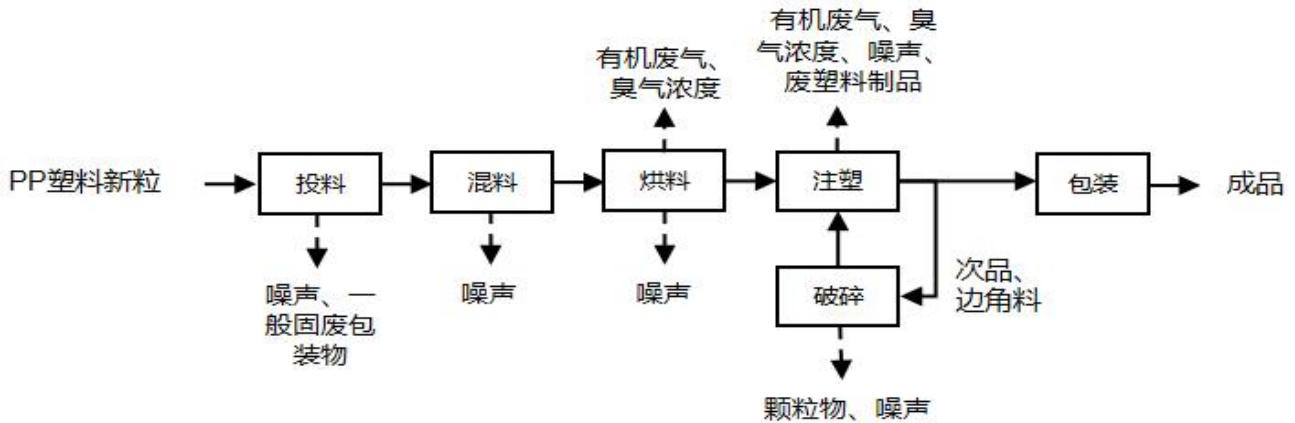 有机废气、
臭气浓度
有机废气、臭
气浓度、噪声、
废塑料制品
PP塑料新粒
投料
混料
烘料
注塑
包装
成品
噪声、一
般固废包
装物
噪声
噪声
破碎
次品、
边角料
颗粒物、噪声